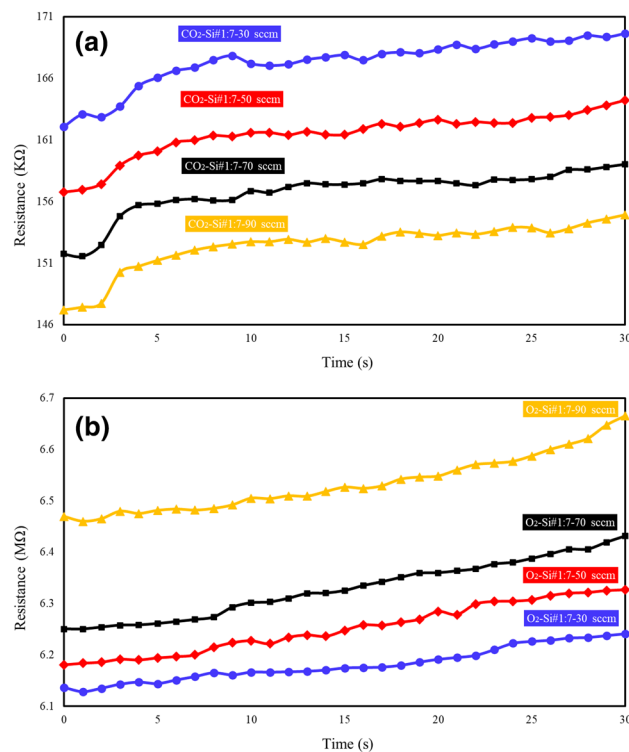 (a)
CO₂-Si#1:7-30 sccm
CO₂-Si#1:7-50 sccm
CO₂-Si#1:7-70 sccm
CO₂-Si#1:7-90 sccm
Resistance (KΩ)
171
166
161
156
151
146
0 5 10 15 20 25 30
Time (s)
(b)
O₂-Si#1:7-90 sccm
O₂-Si#1:7-70 sccm
O₂-Si#1:7-50 sccm
O₂-Si#1:7-30 sccm
Resistance (MΩ)
6.7
6.6
6.5
6.4
6.3
6.2
6.1
0 5 10 15 20 25 30
Time (s)